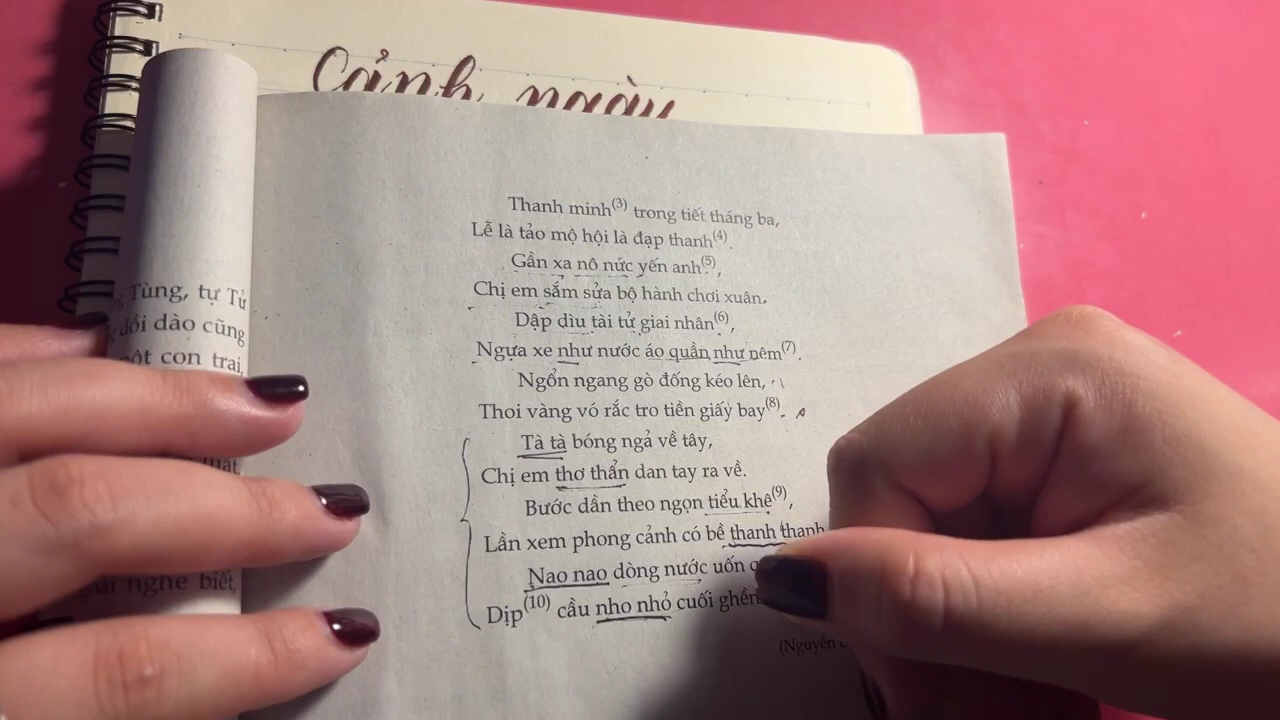 Cảnh ngày
Thanh minh(3) trong tiết tháng ba,
Lễ là tảo mộ hội là đạp thanh(4).
Gần xa nô nức yến anh(5),
Chị em sắm sửa bộ hành chơi xuân.
Dập dìu tài tử giai nhân(6),
Ngựa xe như nước áo quần như nêm(7).
Ngổn ngang gò đống kéo lên,
Thoi vàng vó rắc tro tiền giấy bay(8).
Tà tà bóng ngả về tây,
Chị em thơ thẩn dan tay ra về.
Bước dần theo ngọn tiểu khê(9),
Lần xem phong cảnh có bề thanh thanh
Nao nao dòng nước uốn
Dịp(10) cầu nho nhỏ cuối
(Nguyễn
Tùng, tự Tử
dồi dào cũng
một con trai,
nghe biết,